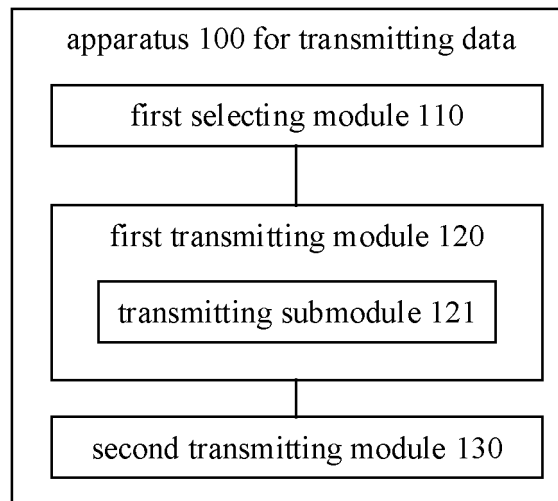 apparatus 100 for transmitting data
first selecting module 110
first transmitting module 120
transmitting submodule 121
second transmitting module 130